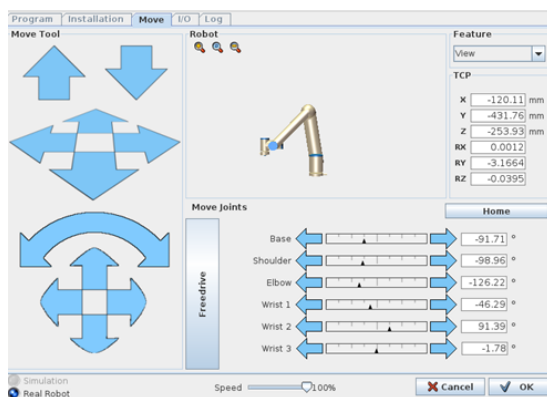 Program Installation Move I/O Log
Move Tool
Robot
Feature
View
TCP
X -120.11 mm
Y -431.76 mm
Z -253.93 mm
RX 0.0012
RY -3.1664
RZ -0.0395
Move Joints
Home
Freedrive
Base -91.71 °
Shoulder -98.96 °
Elbow -126.22 °
Wrist 1 -46.29 °
Wrist 2 91.39 °
Wrist 3 -1.78 °
Simulation
Real Robot
Speed 100%
Cancel
OK